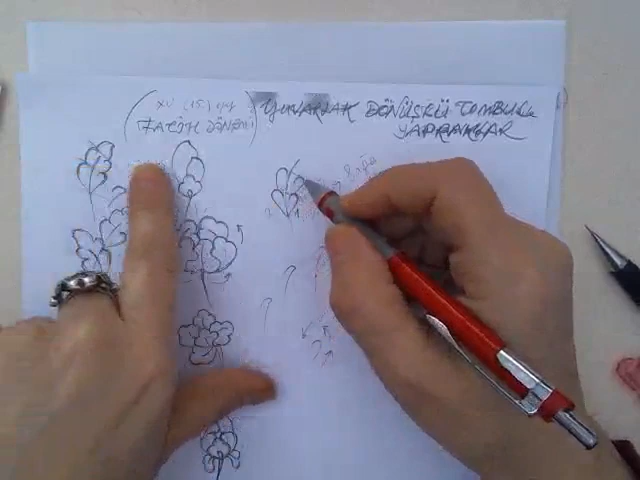 XV (15.) yy YUVARLAK DÖNÜŞLÜ TOMBUL
FATİH DÖNEMİ YAPRAKLAR